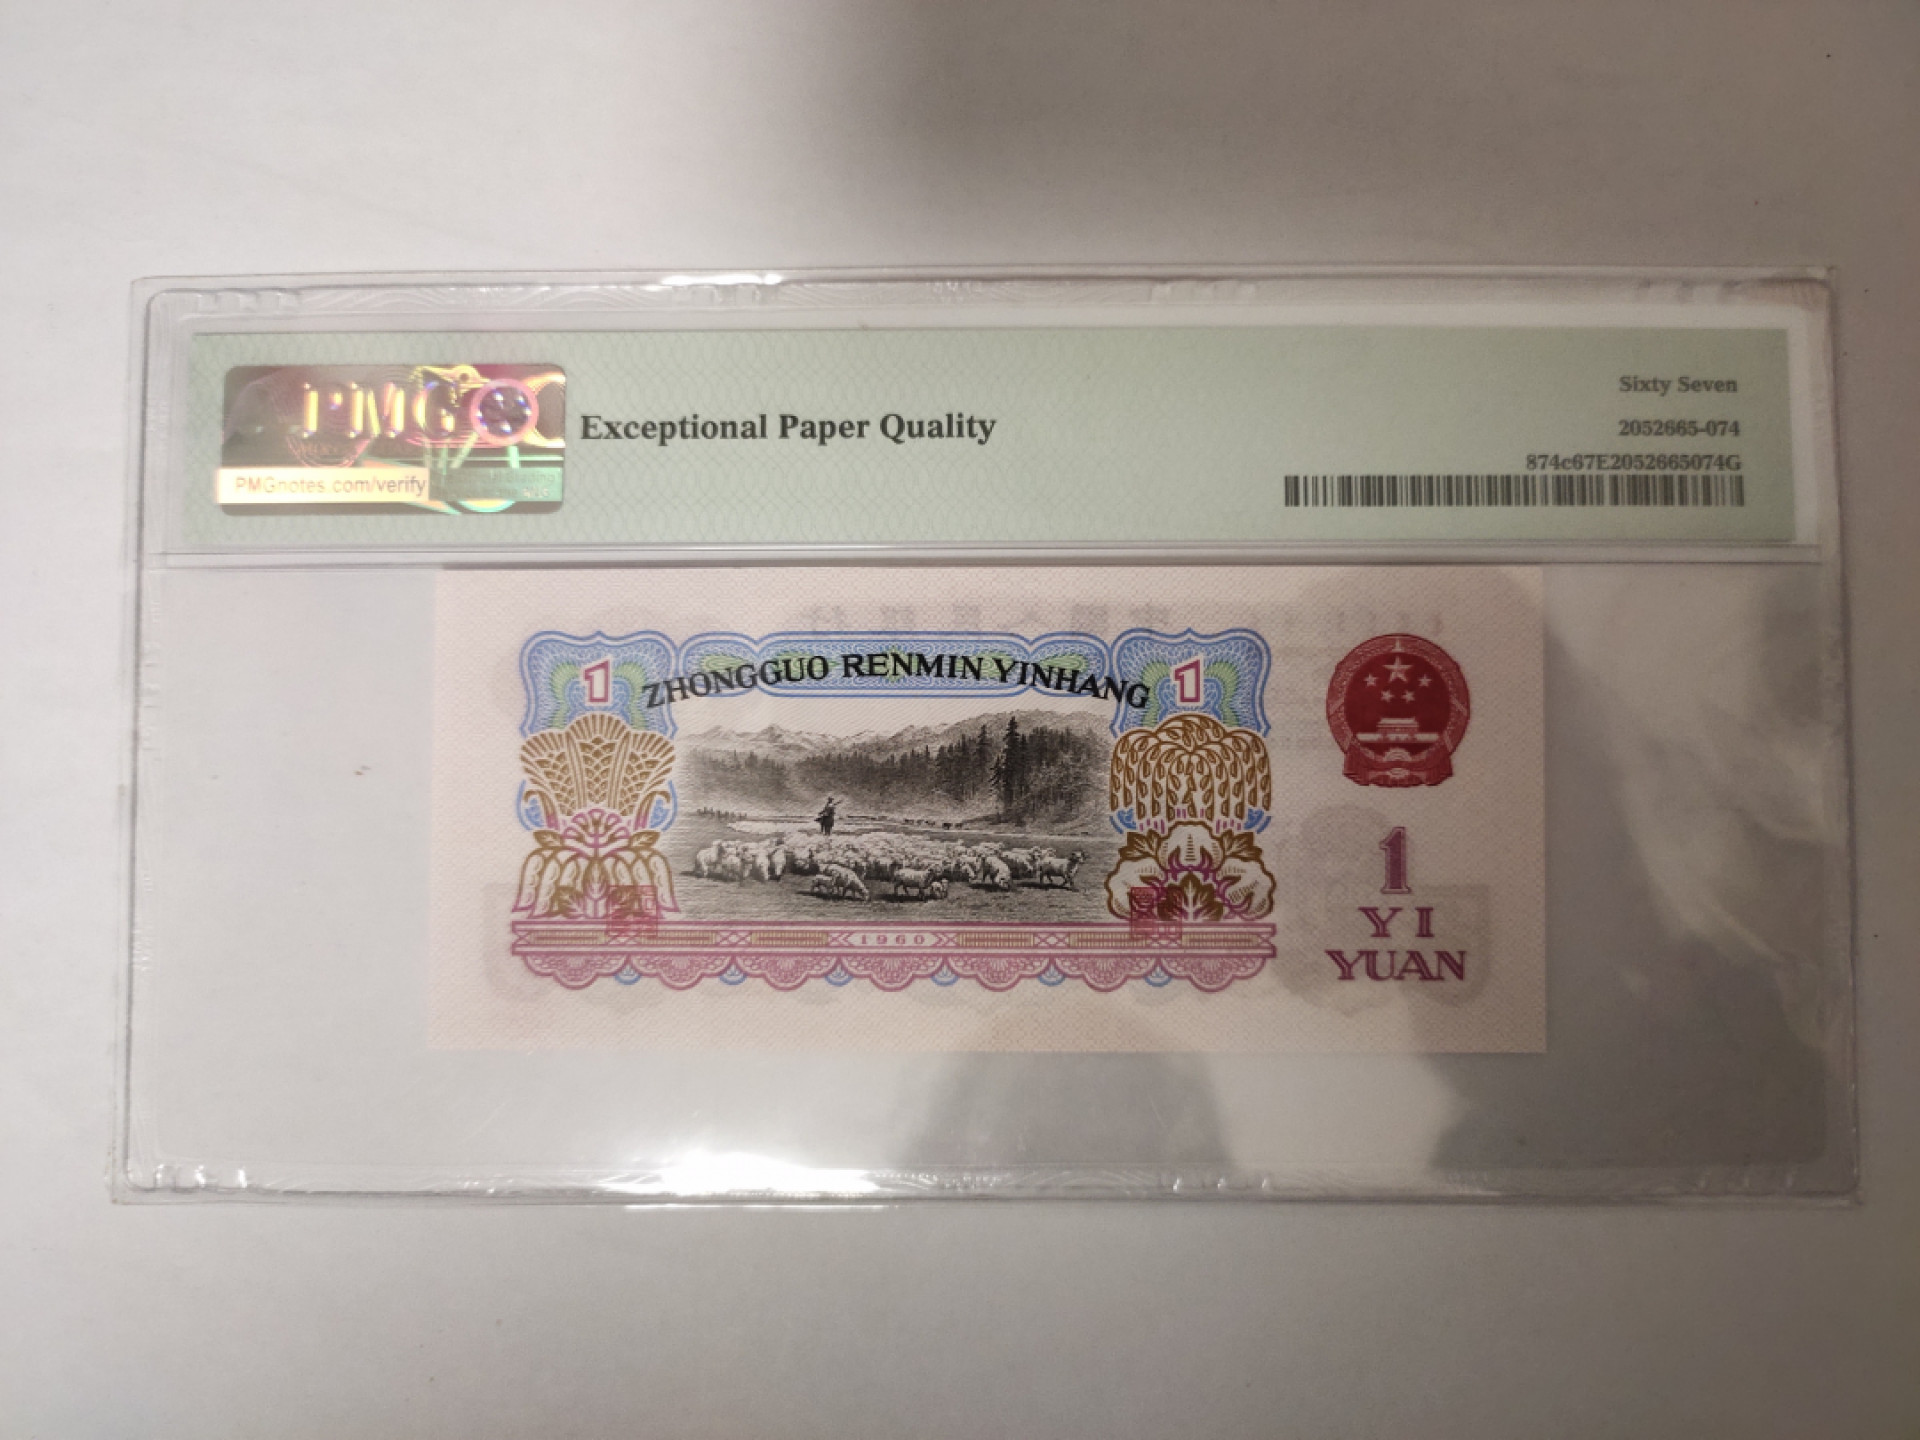 PMG
PMGnotes.com/verify
Exceptional Paper Quality
Sixty Seven
2052665-074
874c67E2052665074G
ZHONGGUO RENMIN YINHANG
1
1
1960
1
YI
YUAN